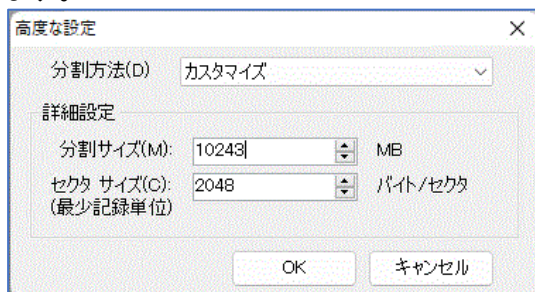 高度な設定
分割方法(D) カスタマイズ
詳細設定
分割サイズ(M): 10243 MB
セクタ サイズ(C): 2048 バイト/セクタ
(最少記録単位)
OK キャンセル